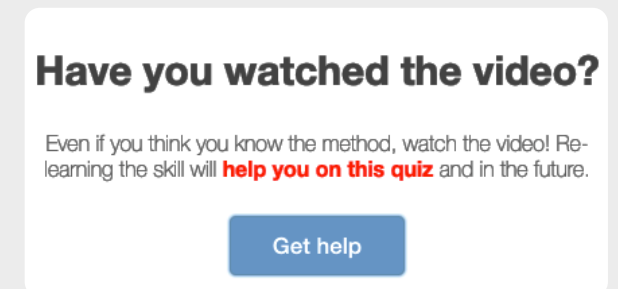 Have you watched the video?
Even if you think you know the method, watch the video! Re-
learning the skill will help you on this quiz and in the future.
Get help